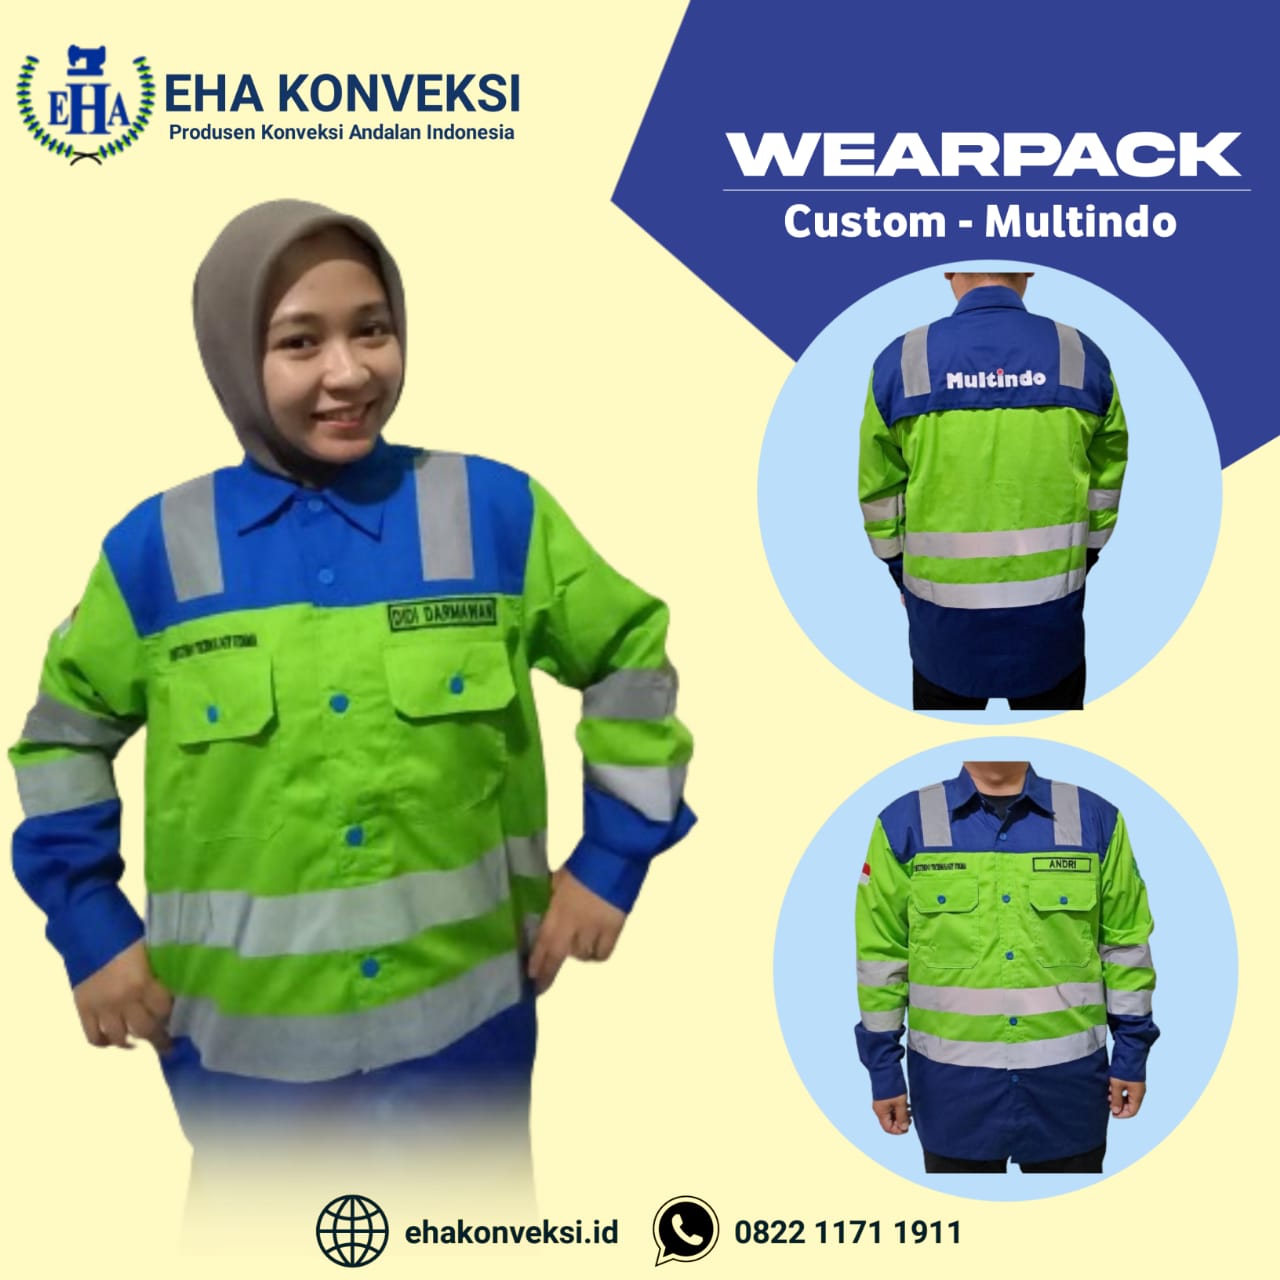 EHA
EHA KONVEKSI
Produsen Konveksi Andalan Indonesia
WEARPACK
Custom - Multindo
Multindo
DIDI DARMAWAN
ANDRI
ehakonveksi.id
0822 1171 1911